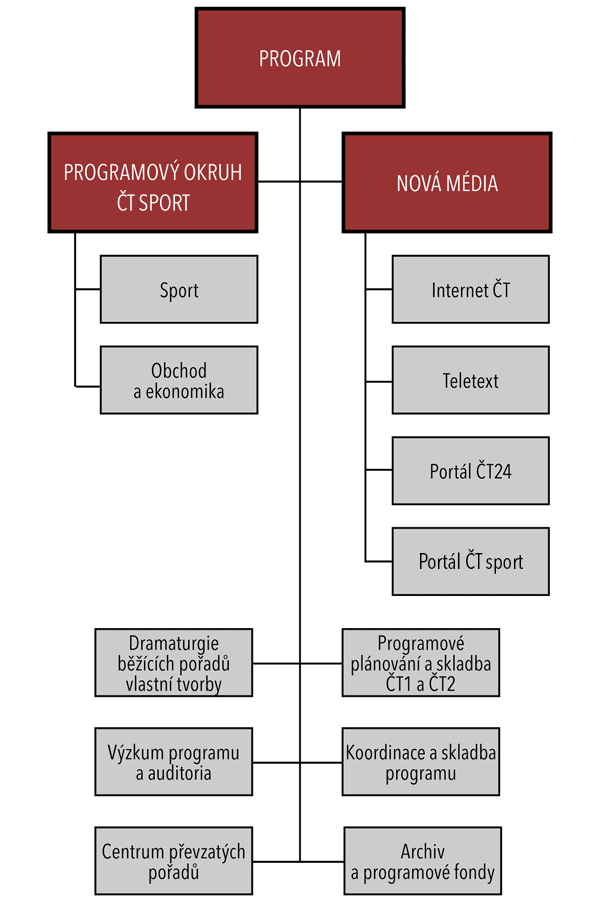 PROGRAM
PROGRAMOVÝ OKRUH
ČT SPORT
NOVÁ MÉDIA
Sport
Obchod
a ekonomika
Internet ČT
Teletext
Portál ČT24
Portál ČT sport
Dramaturgie
běžících pořadů
vlastní tvorby
Programové
plánování a skladba
ČT1 a ČT2
Výzkum programu
a auditoria
Koordinace a skladba
programu
Centrum převzatých
pořadů
Archiv
a programové fondy